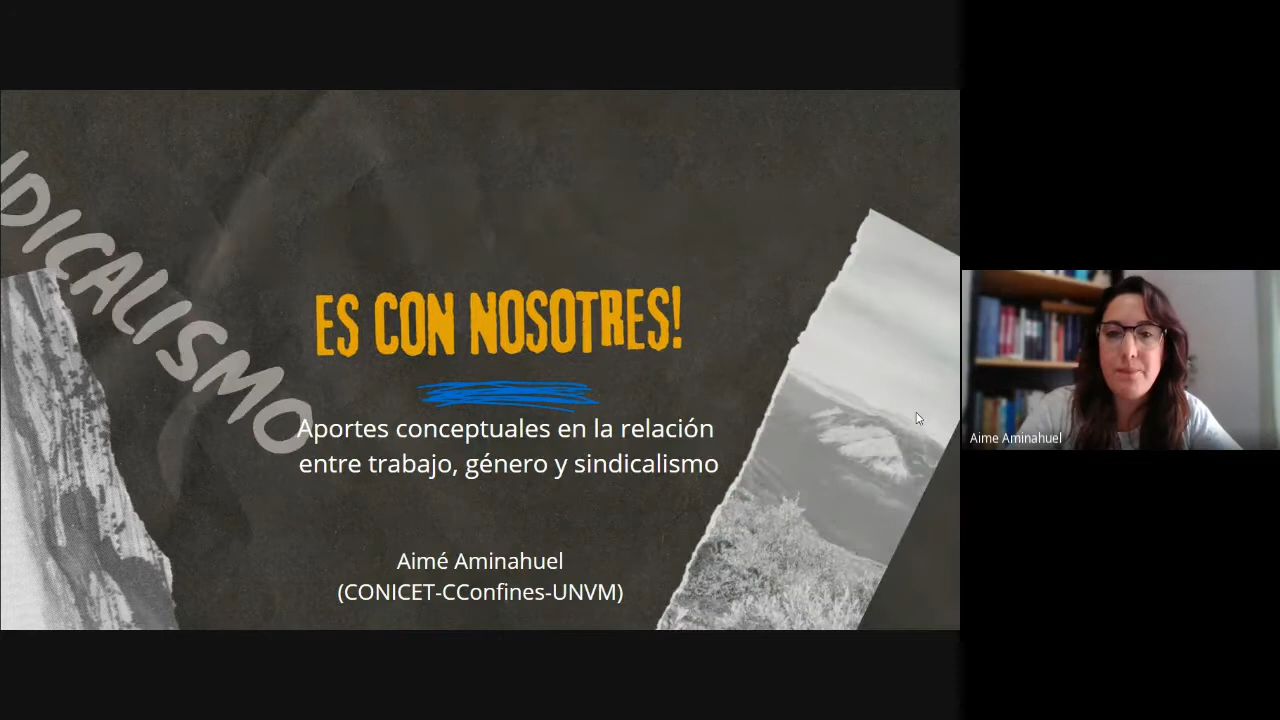 NDICALISMO
ES CON NOSOTRES!
Aportes conceptuales en la relación
entre trabajo, género y sindicalismo
Aimé Aminahuel
(CONICET-CConfines-UNVM)
Aime Aminahuel